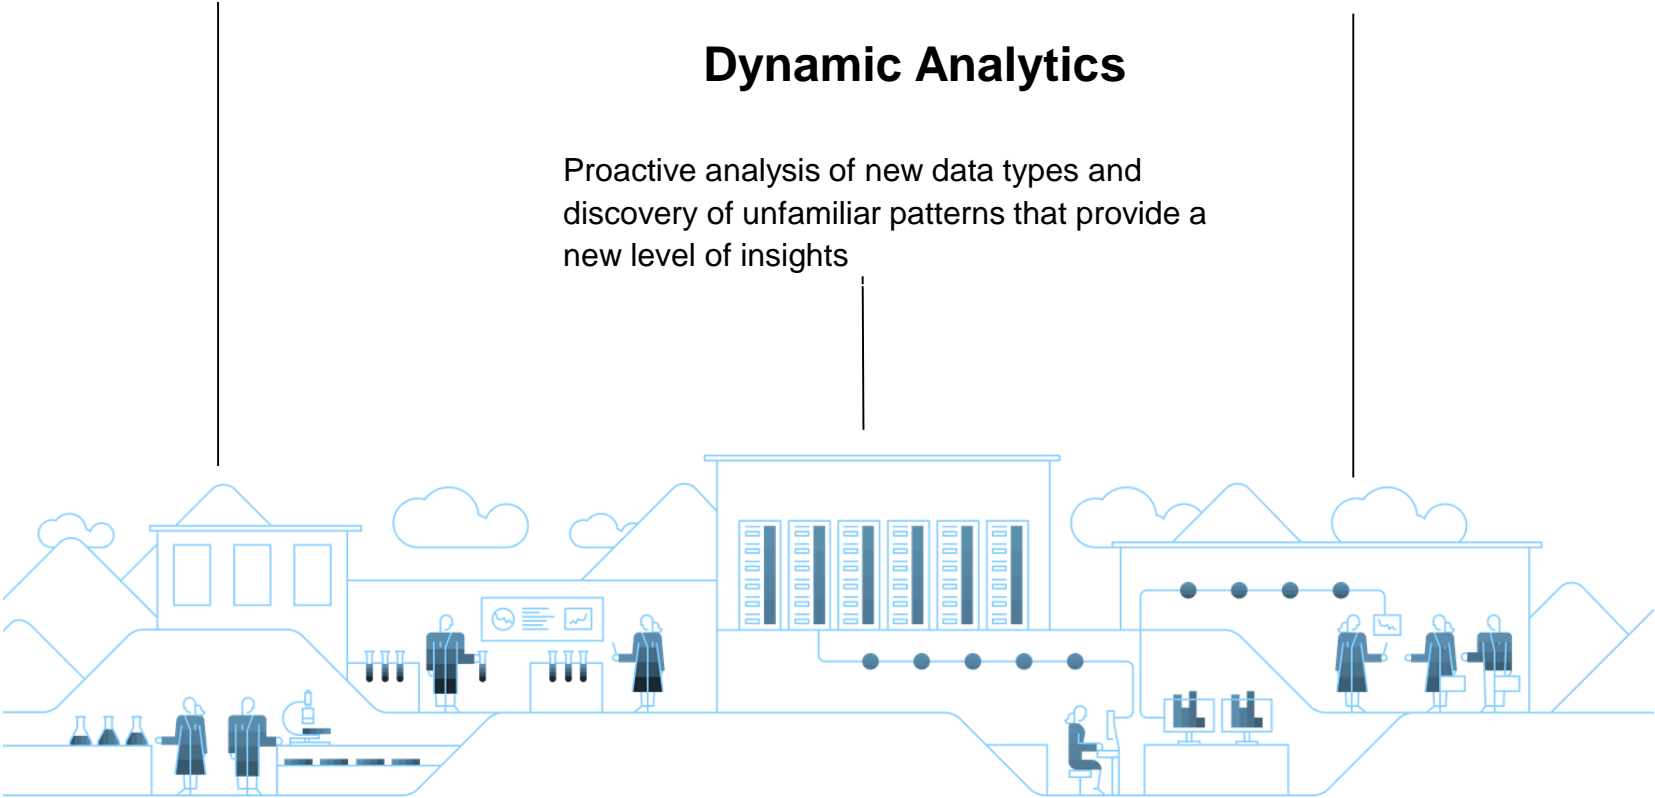 Dynamic Analytics
Proactive analysis of new data types and
discovery of unfamiliar patterns that provide a
new level of insights